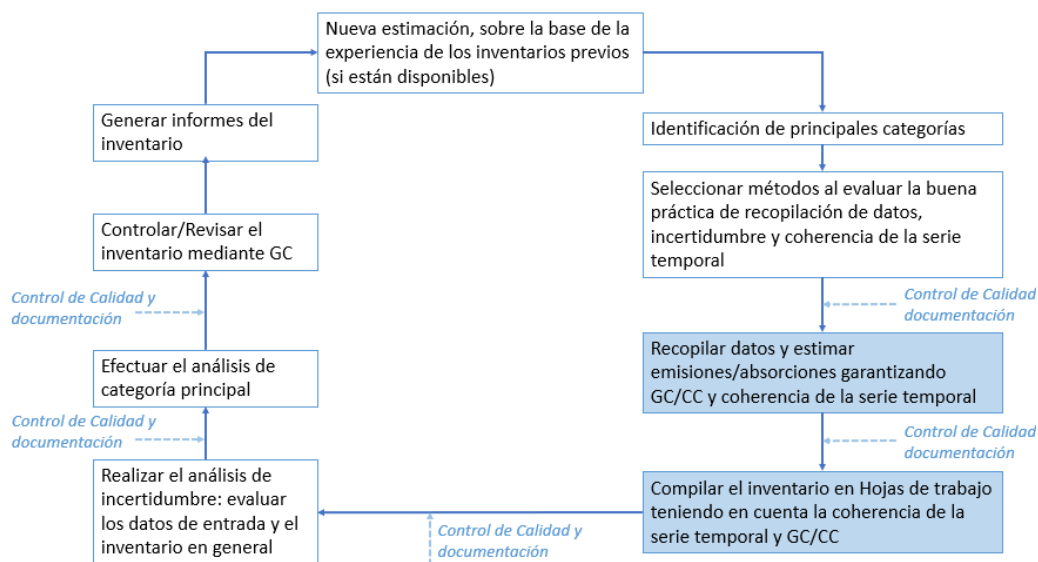 Nueva estimación, sobre la base de la
experiencia de los inventarios previos
(si están disponibles)
Identificación de principales categorías
Seleccionar métodos al evaluar la buena
práctica de recopilación de datos,
incertidumbre y coherencia de la serie
temporal
Control de Calidad
documentación
Recopilar datos y estimar
emisiones/absorciones garantizando
GC/CC y coherencia de la serie temporal
Control de Calidad
documentación
Compilar el inventario en Hojas de trabajo
teniendo en cuenta la coherencia de la
serie temporal y GC/CC
Control de Calidad y
documentación
Realizar el análisis de
incertidumbre: evaluar
los datos de entrada y el
inventario en general
Control de Calidad y
documentación
Efectuar el análisis de
categoría principal
Control de Calidad y
documentación
Controlar/Revisar el
inventario mediante GC
Generar informes del
inventario